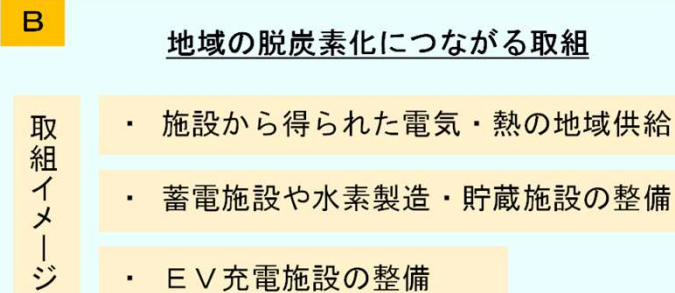 B
地域の脱炭素化につながる取組
取組イメージ
・ 施設から得られた電気・熱の地域供給
・ 蓄電施設や水素製造・貯蔵施設の整備
・ ＥＶ充電施設の整備